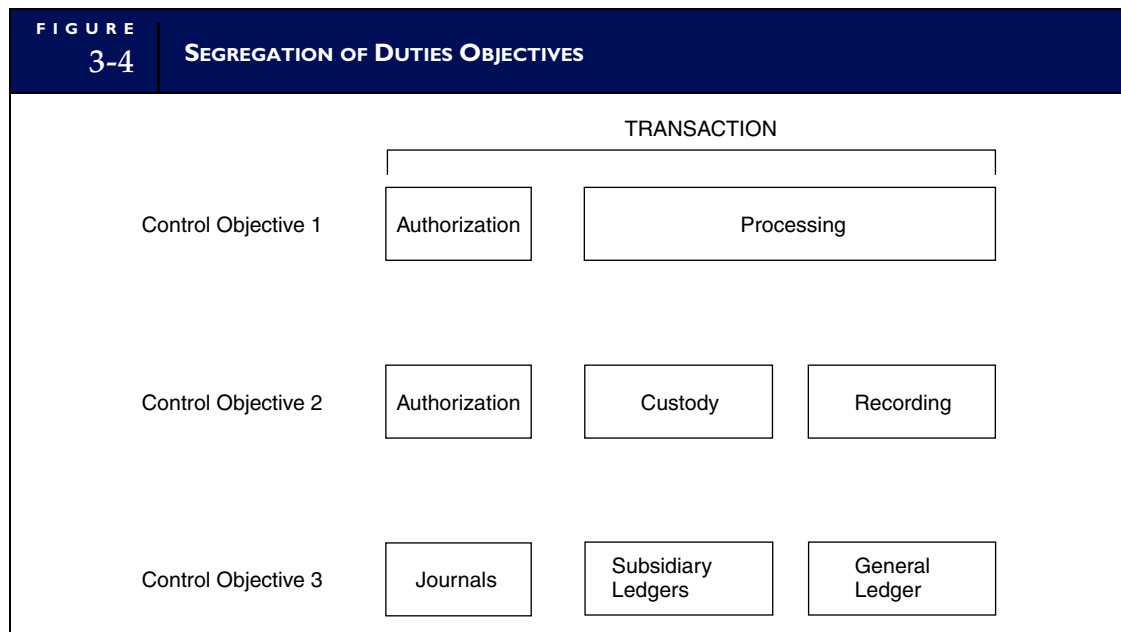 FIGURE
3-4
SEGREGATION OF DUTIES OBJECTIVES
TRANSACTION
Control Objective 1
Authorization
Processing
Control Objective 2
Authorization
Custody
Recording
Control Objective 3
Journals
Subsidiary
Ledgers
General
Ledger